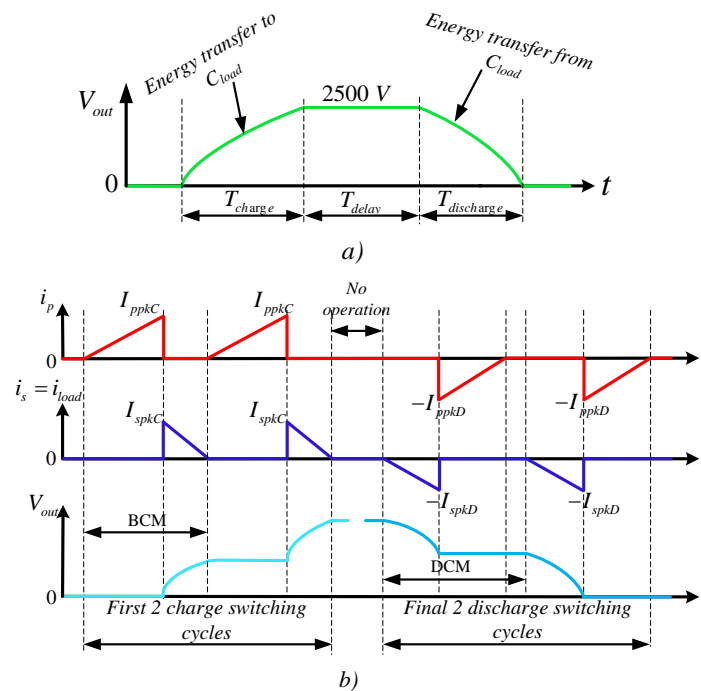 Energy transfer to
C_load
Energy transfer from
C_load
V_out
2500 V
0
t
T_charge
T_delay
T_discharge
a)
i_p
I_ppkC
I_ppkC
No
operation
0
-I_ppkD
-I_ppkD
i_s = i_load
I_spkC
I_spkC
0
-I_spkD
-I_spkD
V_out
BCM
DCM
0
First 2 charge switching
cycles
Final 2 discharge switching
cycles
b)